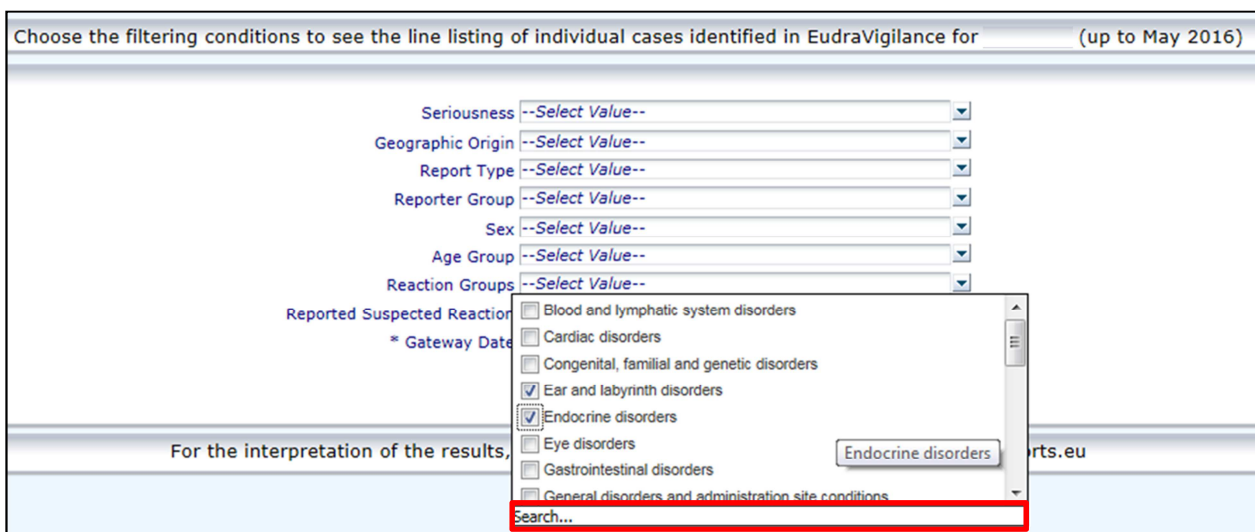 Choose the filtering conditions to see the line listing of individual cases identified in EudraVigilance for (up to May 2016)
Seriousness --Select Value--
Geographic Origin --Select Value--
Report Type --Select Value--
Reporter Group --Select Value--
Sex --Select Value--
Age Group --Select Value--
Reaction Groups --Select Value--
Reported Suspected Reaction
* Gateway Date
Blood and lymphatic system disorders
Cardiac disorders
Congenital, familial and genetic disorders
Ear and labyrinth disorders
Endocrine disorders
Eye disorders
Gastrointestinal disorders
General disorders and administration site conditions
Search...
Endocrine disorders
For the interpretation of the results, rts.eu